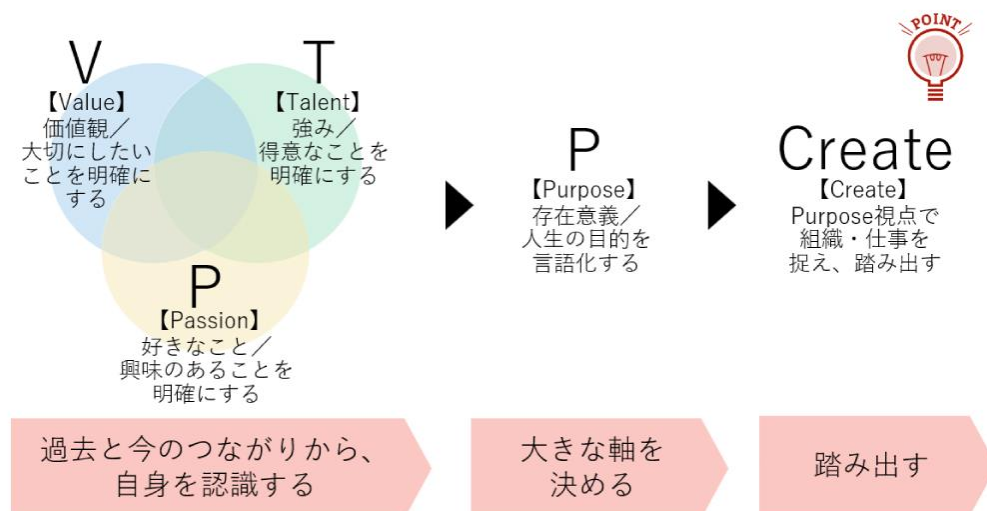 POINT
V
【Value】
価値観／
大切にしたい
ことを明確に
する
T
【Talent】
強み／
得意なことを
明確にする
P
【Passion】
好きなこと／
興味のあることを
明確にする
P
【Purpose】
存在意義／
人生の目的を
言語化する
Create
【Create】
Purpose視点で
組織・仕事を
捉え、踏み出す
過去と今のつながりから、
自身を認識する
大きな軸を
決める
踏み出す